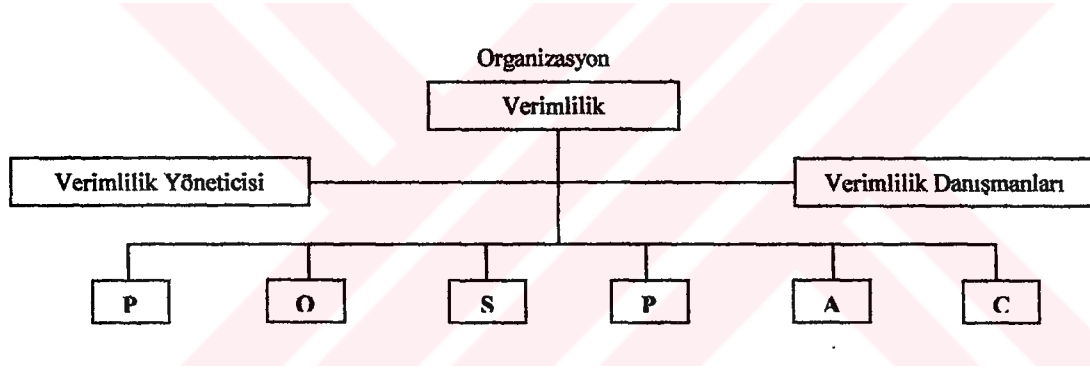 Organizasyon
Verimlilik
Verimlilik Yöneticisi
Verimlilik Danışmanları
P O S P A C